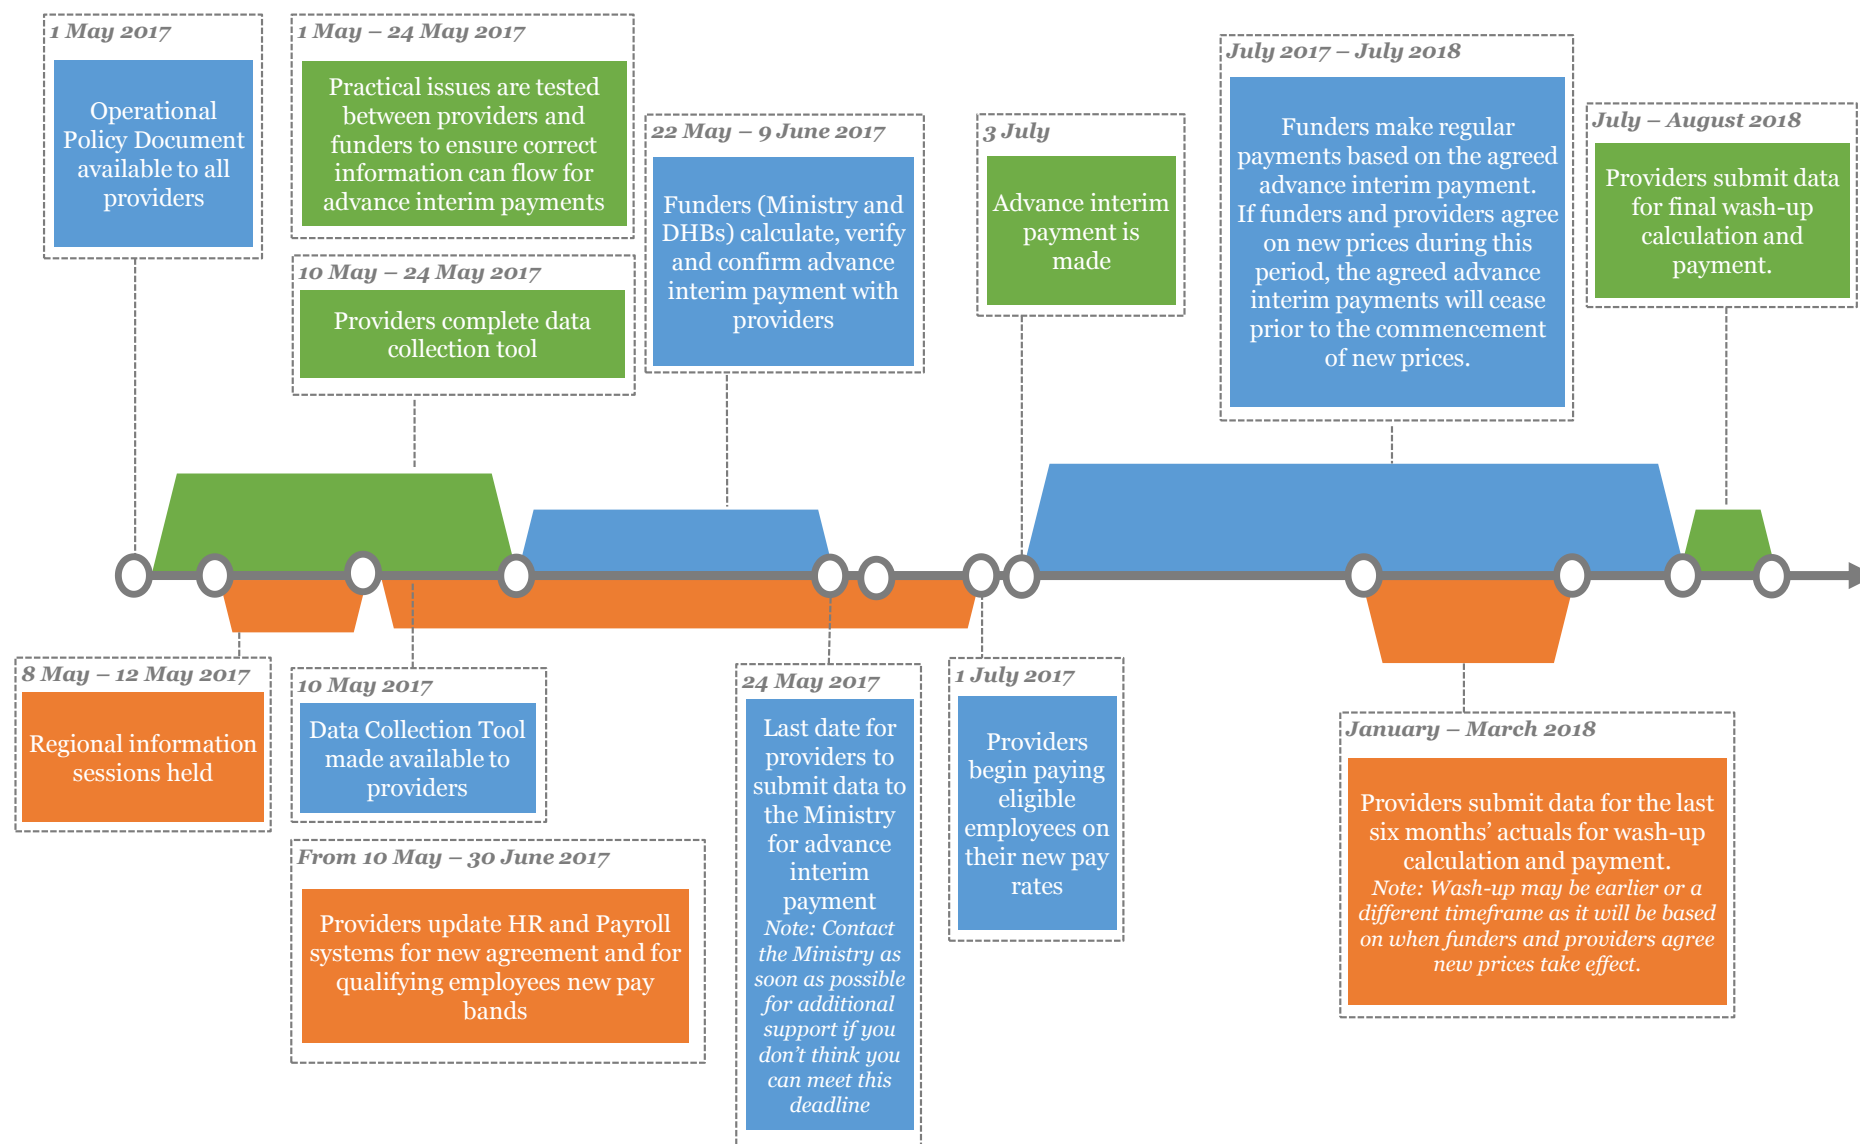 1 May 2017
Operational
Policy Document
available to all
providers
1 May – 24 May 2017
Practical issues are tested
between providers and
funders to ensure correct
information can flow for
advance interim payments
10 May – 24 May 2017
Providers complete data
collection tool
22 May – 9 June 2017
Funders (Ministry and
DHBs) calculate, verify
and confirm advance
interim payment with
providers
3 July
Advance interim
payment is
made
July 2017 – July 2018
Funders make regular
payments based on the agreed
advance interim payment.
If funders and providers agree
on new prices during this
period, the agreed advance
interim payments will cease
prior to the commencement
of new prices.
July – August 2018
Providers submit data
for final wash-up
calculation and
payment.
8 May – 12 May 2017
Regional information
sessions held
10 May 2017
Data Collection Tool
made available to
providers
From 10 May – 30 June 2017
Providers update HR and Payroll
systems for new agreement and for
qualifying employees new pay
bands
24 May 2017
Last date for
providers to
submit data to
the Ministry
for advance
interim
payment
Note: Contact
the Ministry as
soon as possible
for additional
support if you
don't think you
can meet this
deadline
1 July 2017
Providers
begin paying
eligible
employees on
their new pay
rates
January – March 2018
Providers submit data for the last
six months' actuals for wash-up
calculation and payment.
Note: Wash-up may be earlier or a
different timeframe as it will be based
on when funders and providers agree
new prices take effect.